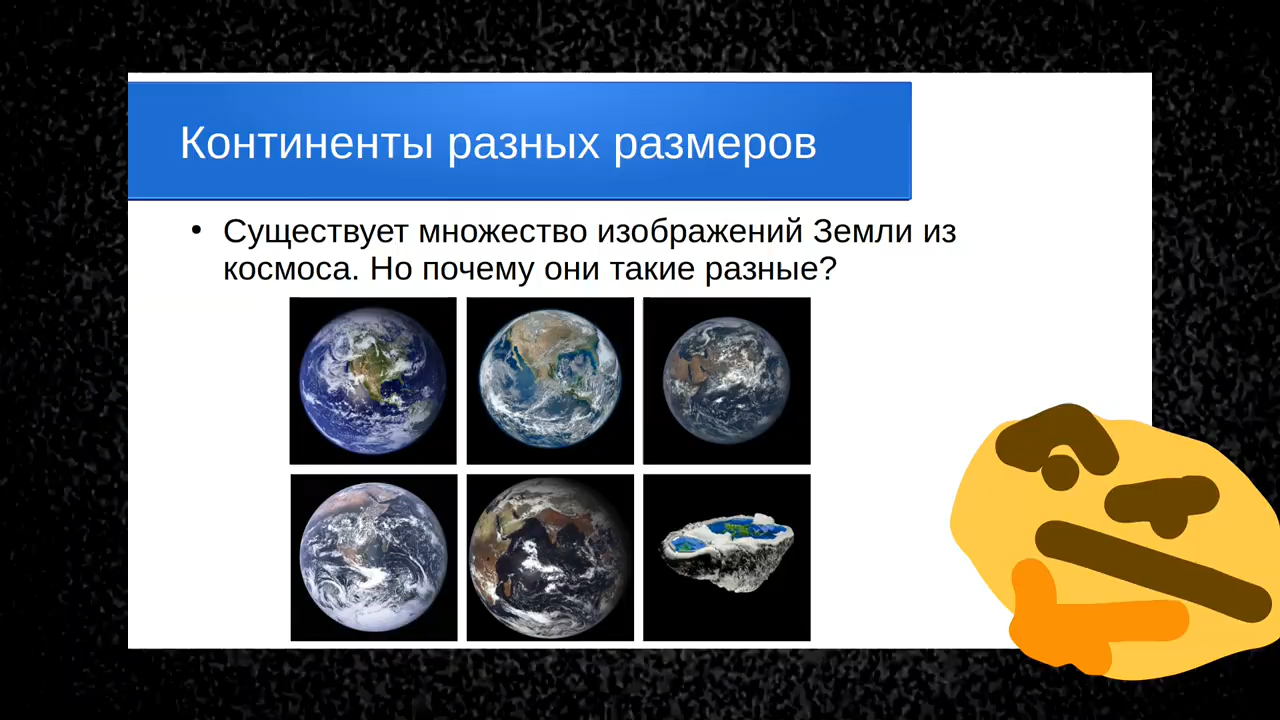 Континенты разных размеров
• Существует множество изображений Земли из
космоса. Но почему они такие разные?